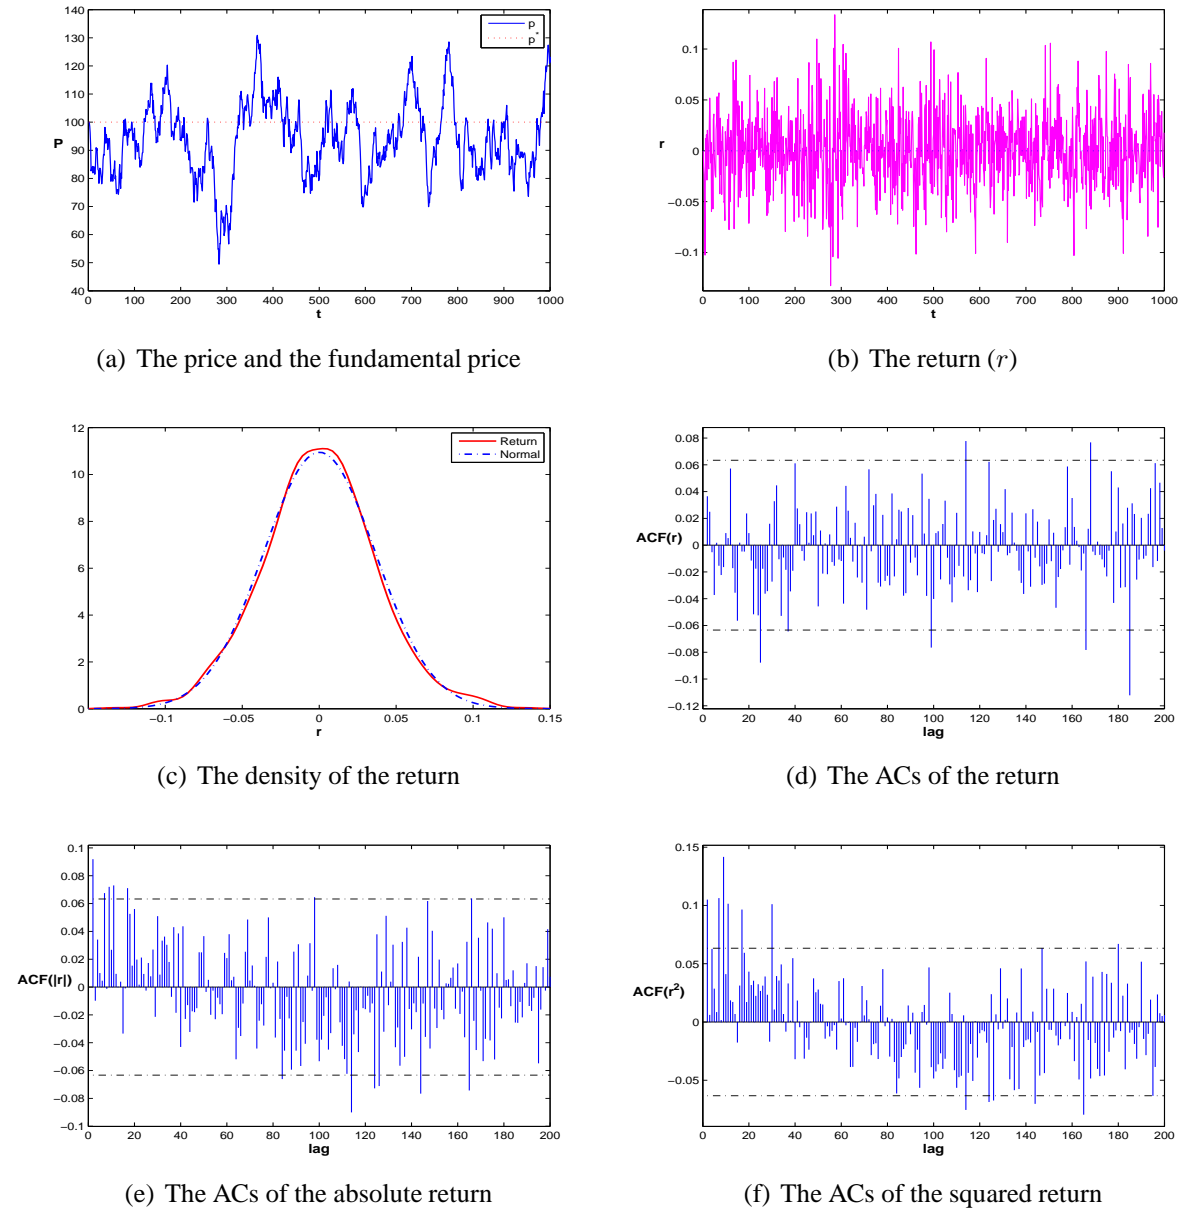 140
130
120
110
100
90
80
70
60
50
40
P
p
p*
0 100 200 300 400 500 600 700 800 900 1000
t
(a) The price and the fundamental price
0.1
0.05
0
−0.05
−0.1
r
0 100 200 300 400 500 600 700 800 900 1000
t
(b) The return (r)
12
10
8
6
4
2
0
Return
Normal
−0.1 −0.05 0 0.05 0.1 0.15
r
(c) The density of the return
0.08
0.06
0.04
0.02
0
ACF(r)
−0.02
−0.04
−0.06
−0.08
−0.1
−0.12
0 20 40 60 80 100 120 140 160 180 200
lag
(d) The ACs of the return
0.1
0.08
0.06
0.04
0.02
0
ACF(|r|)
−0.02
−0.04
−0.06
−0.08
−0.1
0 20 40 60 80 100 120 140 160 180 200
lag
(e) The ACs of the absolute return
0.15
0.1
0.05
ACF(r²)
0
−0.05
0 20 40 60 80 100 120 140 160 180 200
lag
(f) The ACs of the squared return